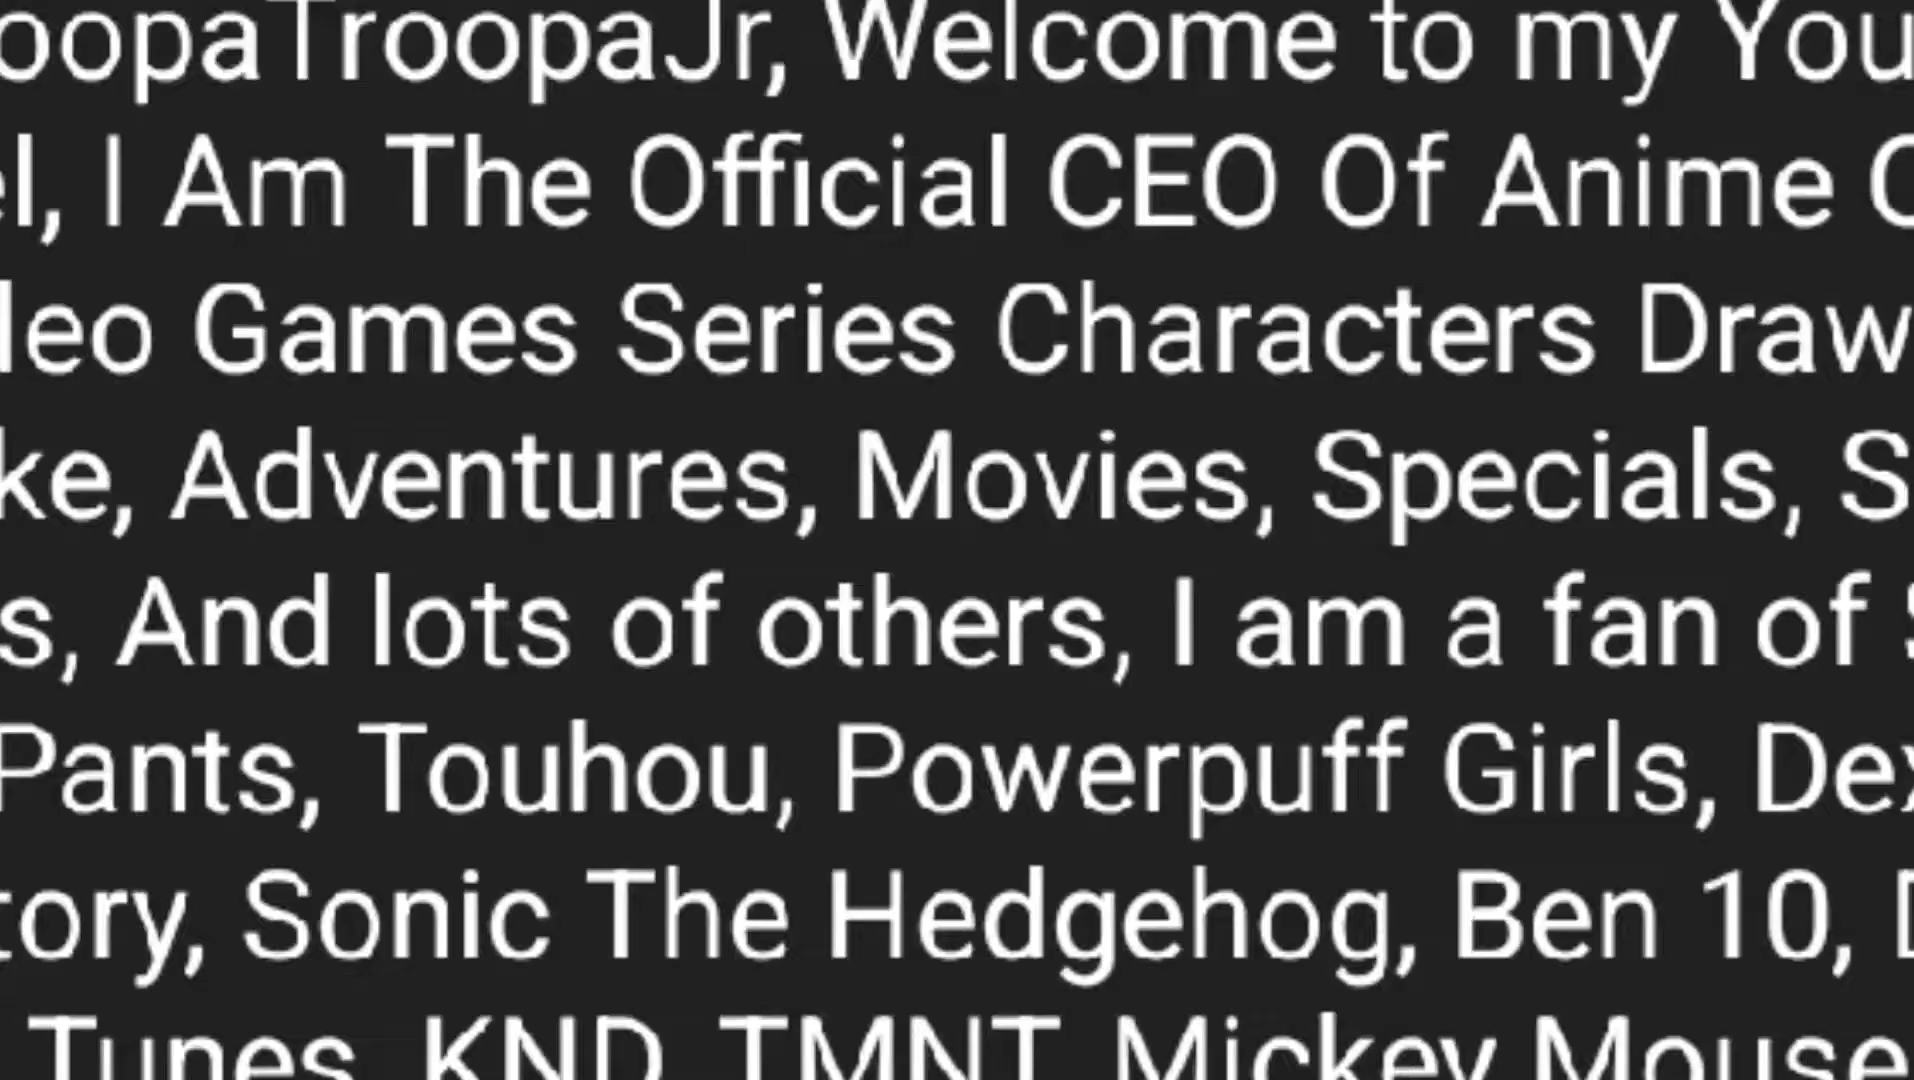 oopaTroopaJr, Welcome to my You
el, I Am The Official CEO Of Anime C
deo Games Series Characters Draw
ke, Adventures, Movies, Specials, S
s, And lots of others, I am a fan of S
Pants, Touhou, Powerpuff Girls, Dex
tory, Sonic The Hedgehog, Ben 10, D
Tunes, KND, TMNT, Mickey Mouse